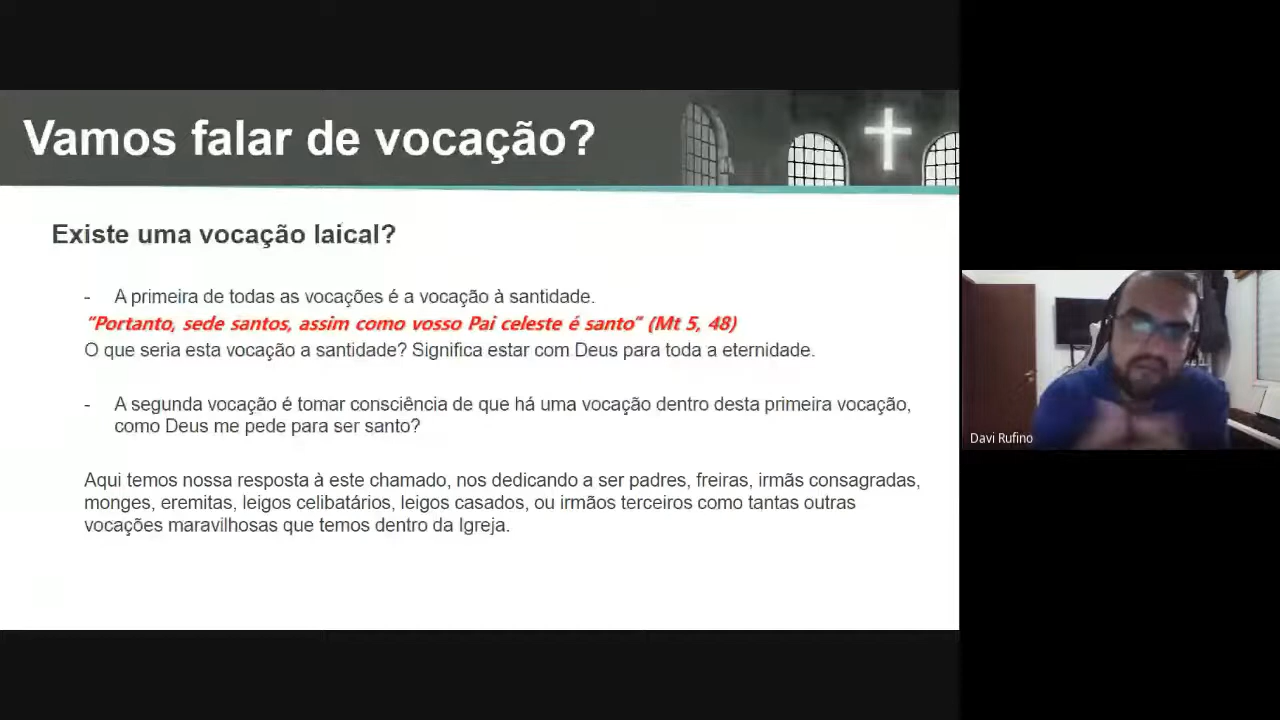 Vamos falar de vocação?
Existe uma vocação laical?
- A primeira de todas as vocações é a vocação à santidade.
“Portanto, sede santos, assim como vosso Pai celeste é santo” (Mt 5, 48)
O que seria esta vocação a santidade? Significa estar com Deus para toda a eternidade.
- A segunda vocação é tomar consciência de que há uma vocação dentro desta primeira vocação,
como Deus me pede para ser santo?
Aqui temos nossa resposta à este chamado, nos dedicando a ser padres, freiras, irmãs consagradas,
monges, eremitas, leigos celibatários, leigos casados, ou irmãos terceiros como tantas outras
vocações maravilhosas que temos dentro da Igreja.
Davi Rufino